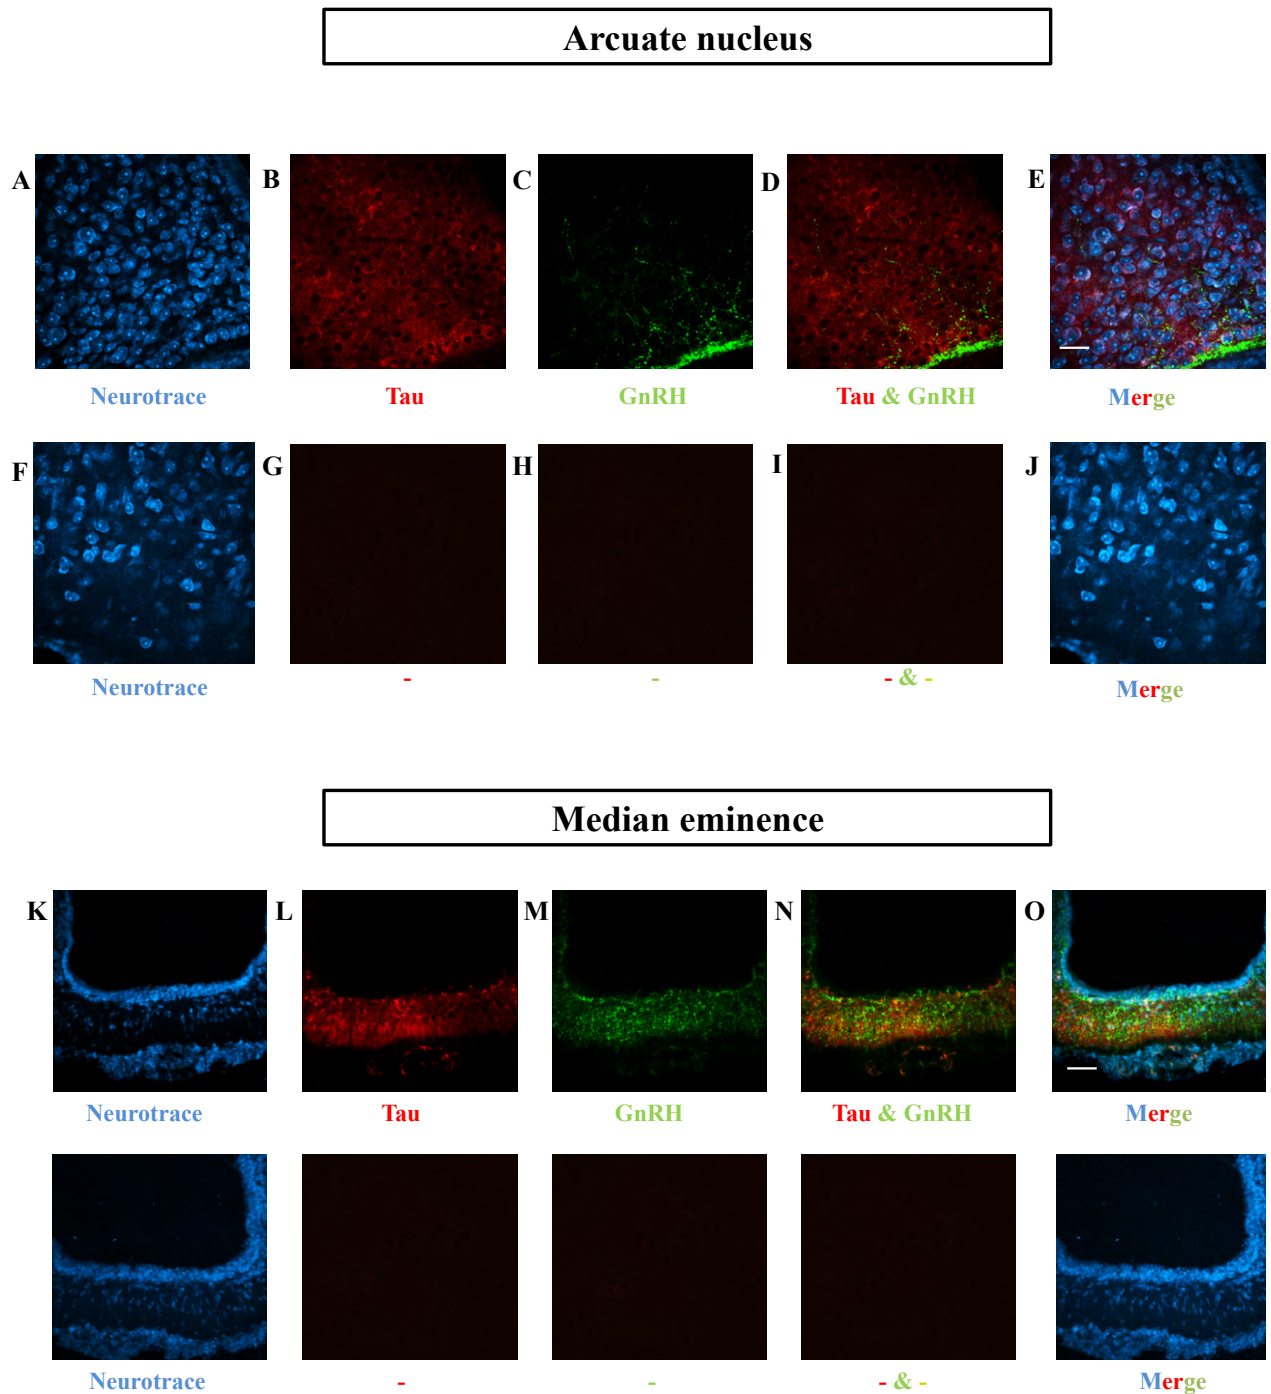 Arcuate nucleus
A B C D E
Neurotrace Tau GnRH Tau & GnRH Merge
F G H I J
Neurotrace - - - & - Merge
Median eminence
K L M N O
Neurotrace Tau GnRH Tau & GnRH Merge
Neurotrace - - - & - Merge